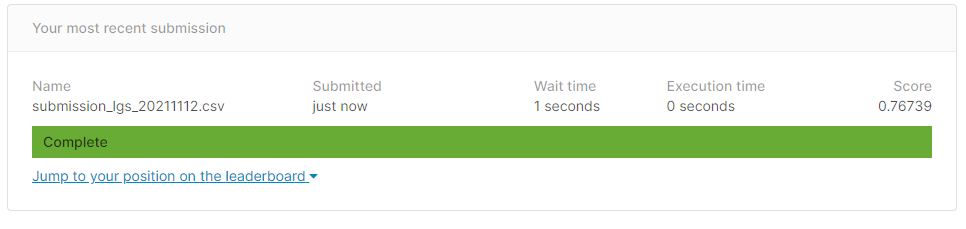 Your most recent submission
Name Submitted Wait time Execution time Score
submission_lgs_20211112.csv just now 1 seconds 0 seconds 0.76739
Complete
Jump to your position on the leaderboard